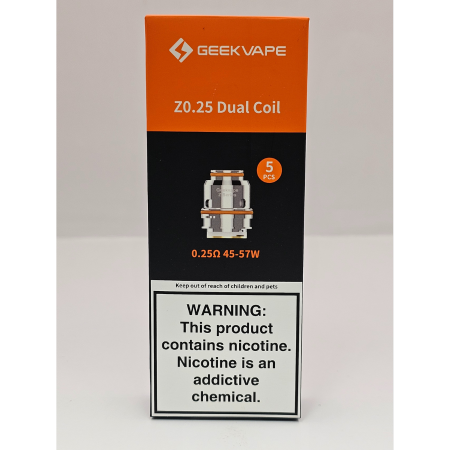 GEEKVAPE
Z0.25 Dual Coil
5
PCS
0.25Ω 45-57W
Keep out of reach of children and pets
WARNING:
This product
contains nicotine.
Nicotine is an
addictive
chemical.